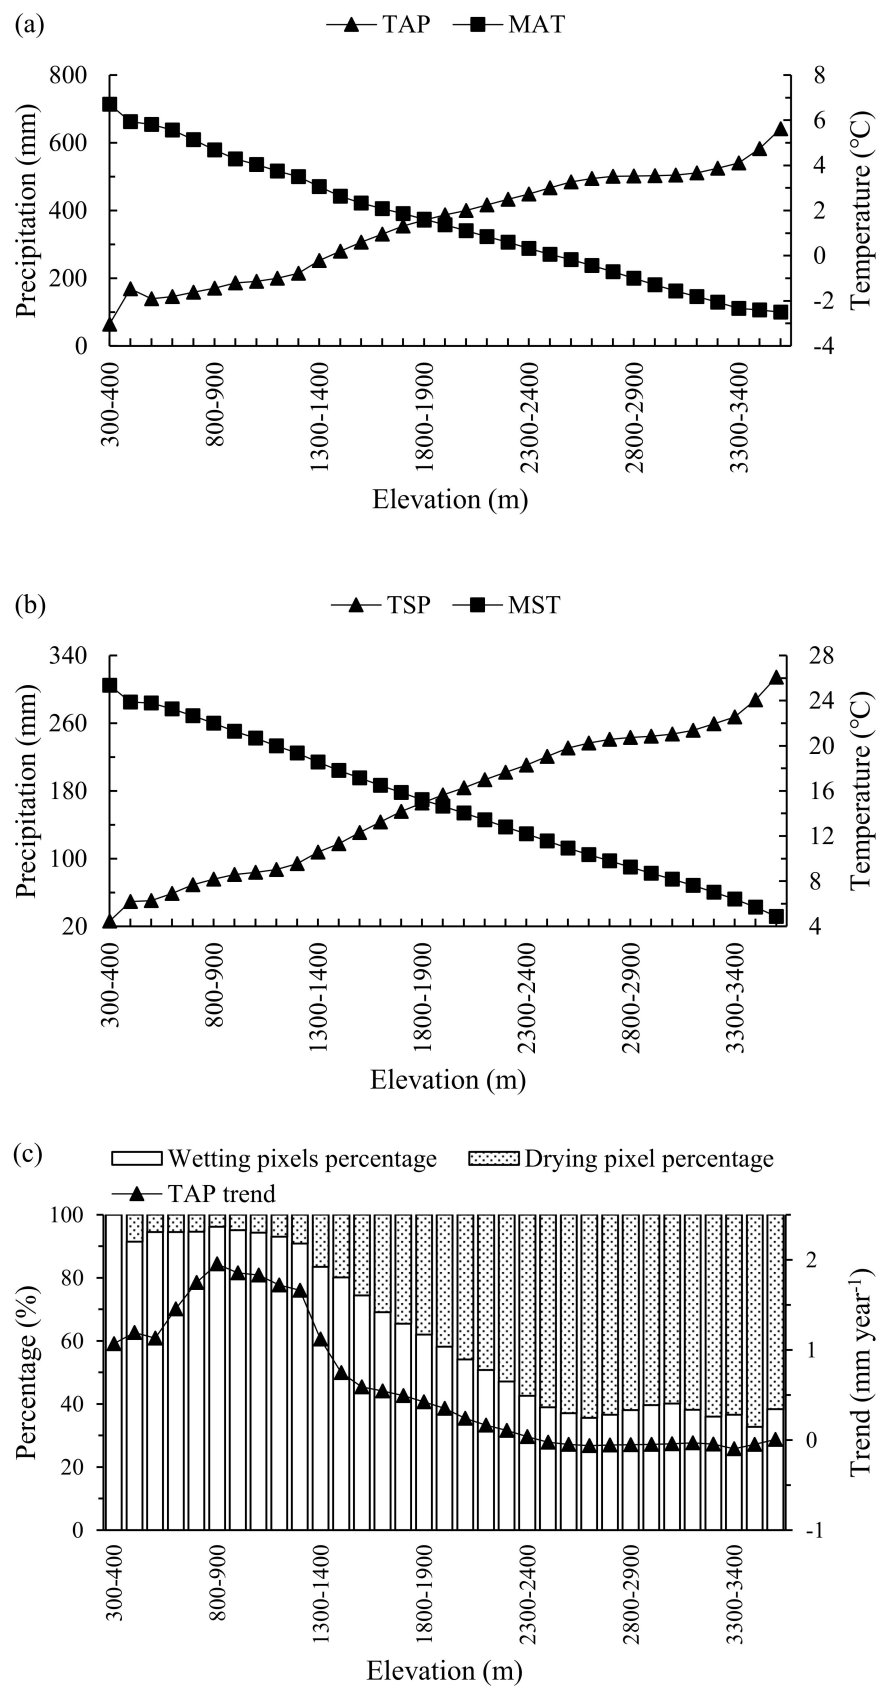 (a)
TAP MAT
800 8
600 6
400 4
200 2
0 0
-2
-4
Precipitation (mm)
Temperature (°C)
300-400 800-900 1300-1400 1800-1900 2300-2400 2800-2900 3300-3400
Elevation (m)
(b)
TSP MST
340 28
260 24
180 20
100 16
20 12
8
4
Precipitation (mm)
Temperature (°C)
300-400 800-900 1300-1400 1800-1900 2300-2400 2800-2900 3300-3400
Elevation (m)
(c)
Wetting pixels percentage Drying pixel percentage
TAP trend
100 2
80 1
60 0
40 -1
20
0
Percentage (%)
Trend (mm year⁻¹)
300-400 800-900 1300-1400 1800-1900 2300-2400 2800-2900 3300-3400
Elevation (m)